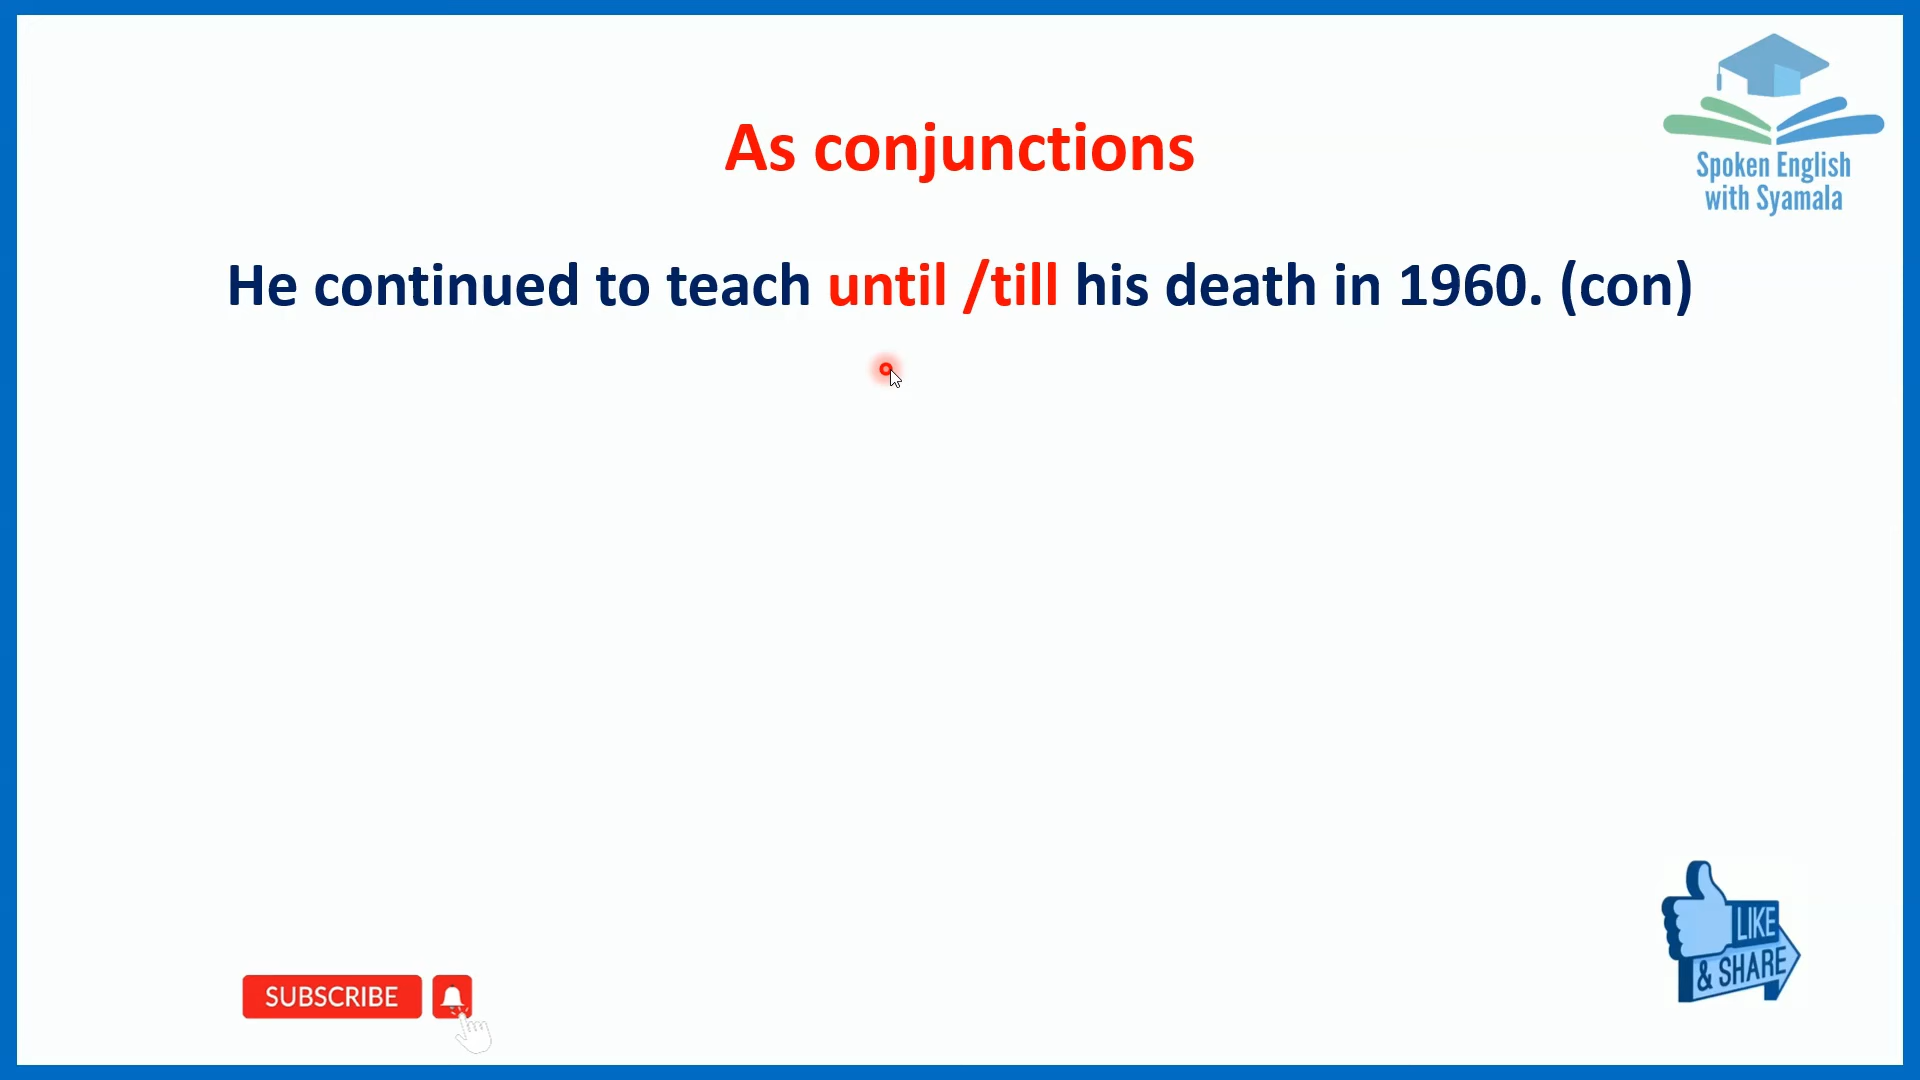 As conjunctions
Spoken English
with Syamala
He continued to teach until /till his death in 1960. (con)
LIKE
& SHARE
SUBSCRIBE